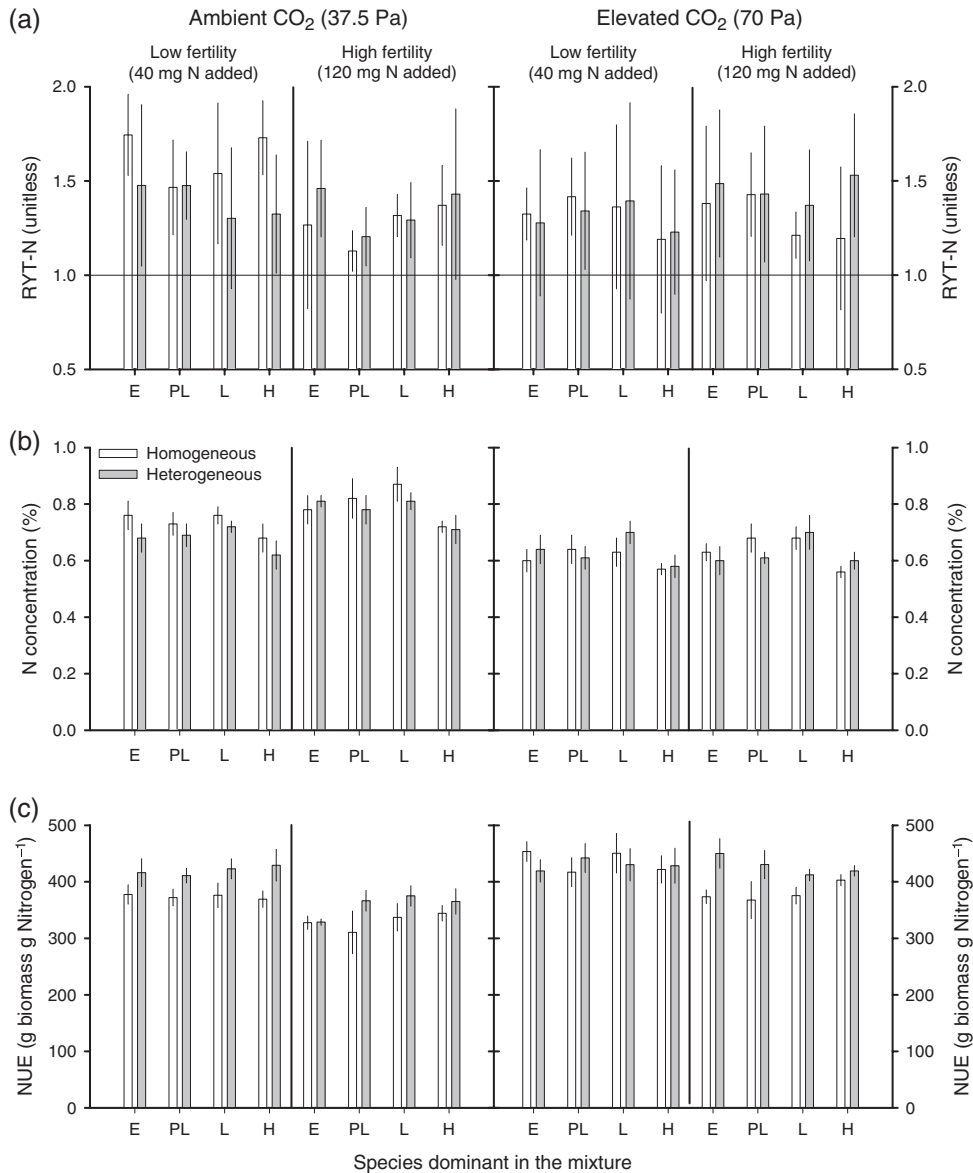 (a)
Ambient CO₂ (37.5 Pa)
Elevated CO₂ (70 Pa)
Low fertility
(40 mg N added)
High fertility
(120 mg N added)
Low fertility
(40 mg N added)
High fertility
(120 mg N added)
RYT-N (unitless)
2.0
1.5
1.0
0.5
2.0
1.5
1.0
0.5
RYT-N (unitless)
E PL L H E PL L H E PL L H E PL L H
(b)
Homogeneous
Heterogeneous
N concentration (%)
1.0
0.8
0.6
0.4
0.2
0.0
1.0
0.8
0.6
0.4
0.2
0.0
N concentration (%)
E PL L H E PL L H E PL L H E PL L H
(c)
NUE (g biomass g Nitrogen⁻¹)
500
400
300
200
100
0
500
400
300
200
100
0
NUE (g biomass g Nitrogen⁻¹)
E PL L H E PL L H E PL L H E PL L H
Species dominant in the mixture